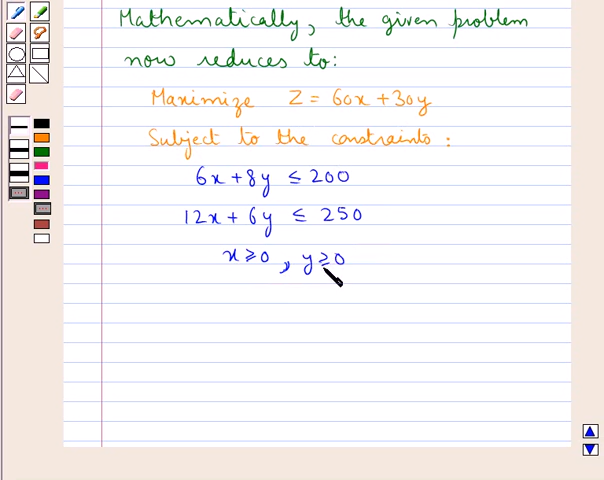 Mathematically, the given problem
now reduces to:
Maximize Z = 60x + 30y
Subject to the constraints:
6x + 8y ≤ 200
12x + 6y ≤ 250
x ≥ 0, y ≥ 0